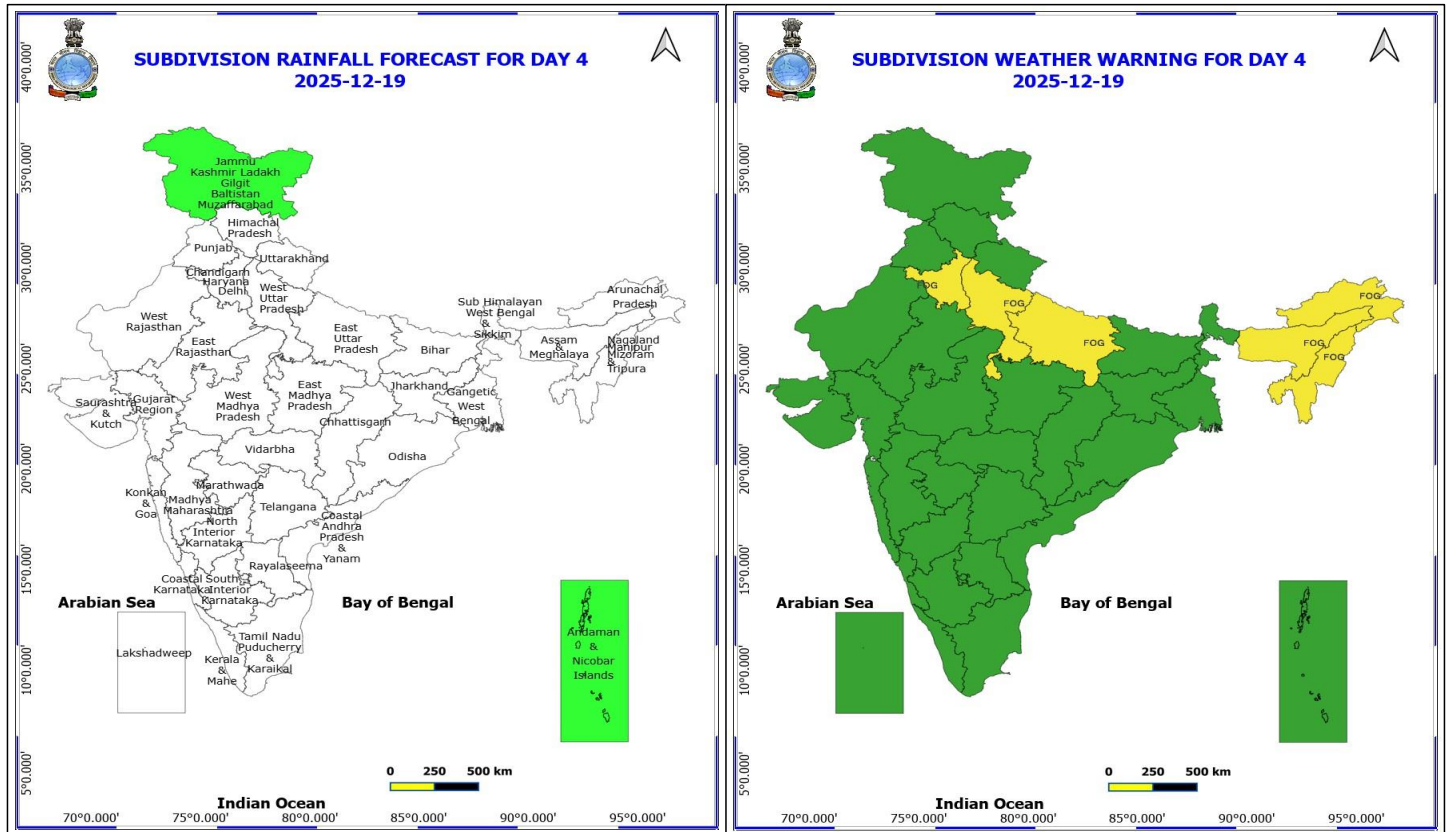 SUBDIVISION RAINFALL FORECAST FOR DAY 4
2025-12-19
40°0.000'
35°0.000'
30°0.000'
25°0.000'
20°0.000'
15°0.000'
10°0.000'
5°0.000'
Jammu
Kashmir Ladakh
Gilgit
Baltistan
Muzaffarabad
Himachal
Pradesh
Punjab
Uttarakhand
Chandigarh
Haryana
Delhi
West
Uttar
Pradesh
Arunachal
Pradesh
West
Rajasthan
Sub Himalayan
West Bengal
&
Sikkim
East
Rajasthan
East
Uttar
Pradesh
Bihar
Assam
&
Meghalaya
Nagaland
Manipur
Mizoram
&
Tripura
Saurashtra
&
Kutch
Gujarat
Region
West
Madhya
Pradesh
East
Madhya
Pradesh
Jharkhand
Gangetic
West
Bengal
Chhattisgarh
Vidarbha
Odisha
Konkan
&
Goa
Madhya
Maharashtra
Marathwada
Telangana
North
Interior
Karnataka
Coastal
Andhra
Pradesh
&
Yanam
Rayalaseema
Coastal
Karnataka
South
Interior
Karnataka
Arabian Sea
Bay of Bengal
Lakshadweep
Kerala
&
Mahe
Tamil Nadu
Puducherry
&
Karaikal
Andaman
&
Nicobar
Islands
0 250 500 km
Indian Ocean
70°0.000' 75°0.000' 80°0.000' 85°0.000' 90°0.000' 95°0.000'
SUBDIVISION WEATHER WARNING FOR DAY 4
2025-12-19
40°0.000'
35°0.000'
30°0.000'
25°0.000'
20°0.000'
15°0.000'
10°0.000'
5°0.000'
FOG
FOG
FOG
FOG
FOG
FOG
Arabian Sea
Bay of Bengal
0 250 500 km
Indian Ocean
70°0.000' 75°0.000' 80°0.000' 85°0.000' 90°0.000' 95°0.000'